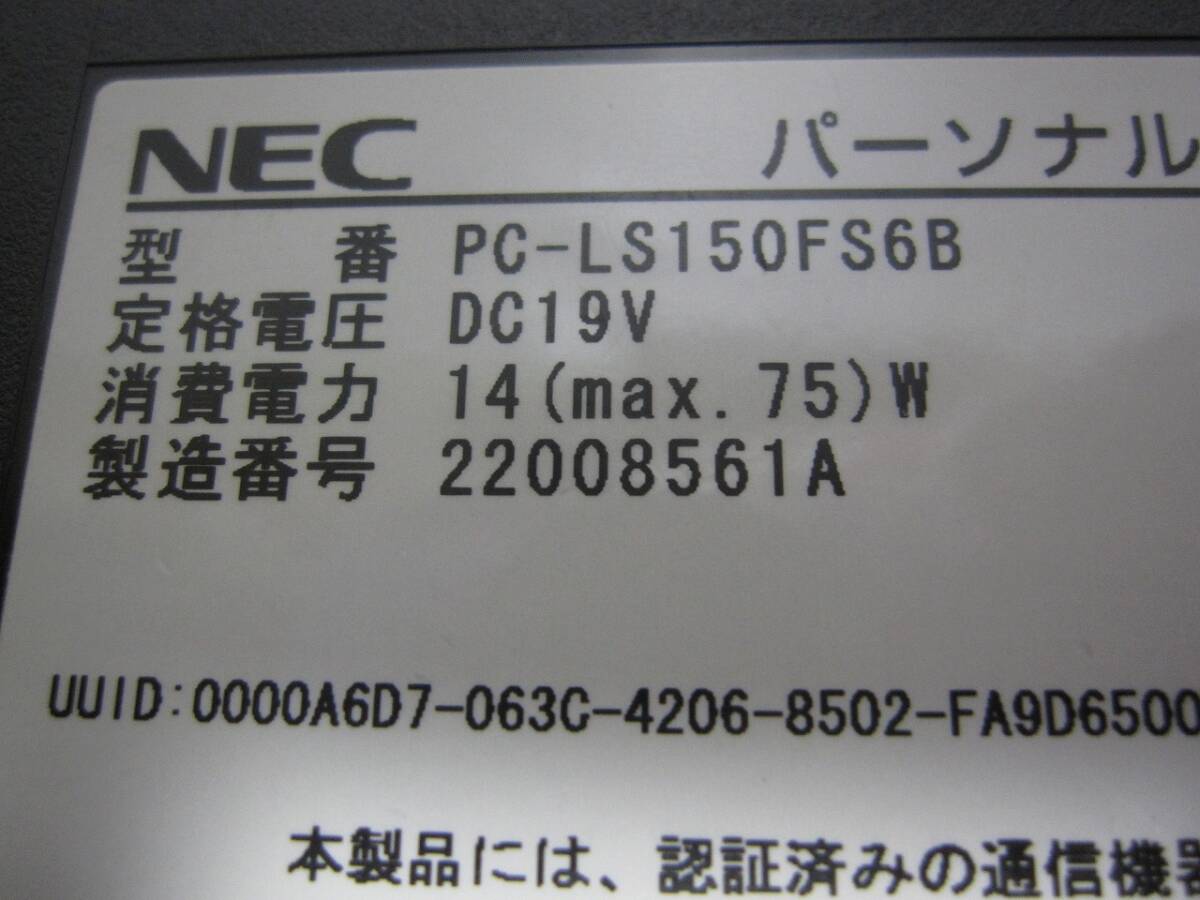 NEC パーソナル
型 番 PC-LS150FS6B
定格電圧 DC19V
消費電力 14(max.75)W
製造番号 22008561A
UUID:0000A6D7-063C-4206-8502-FA9D6500
本製品には、認証済みの通信機器